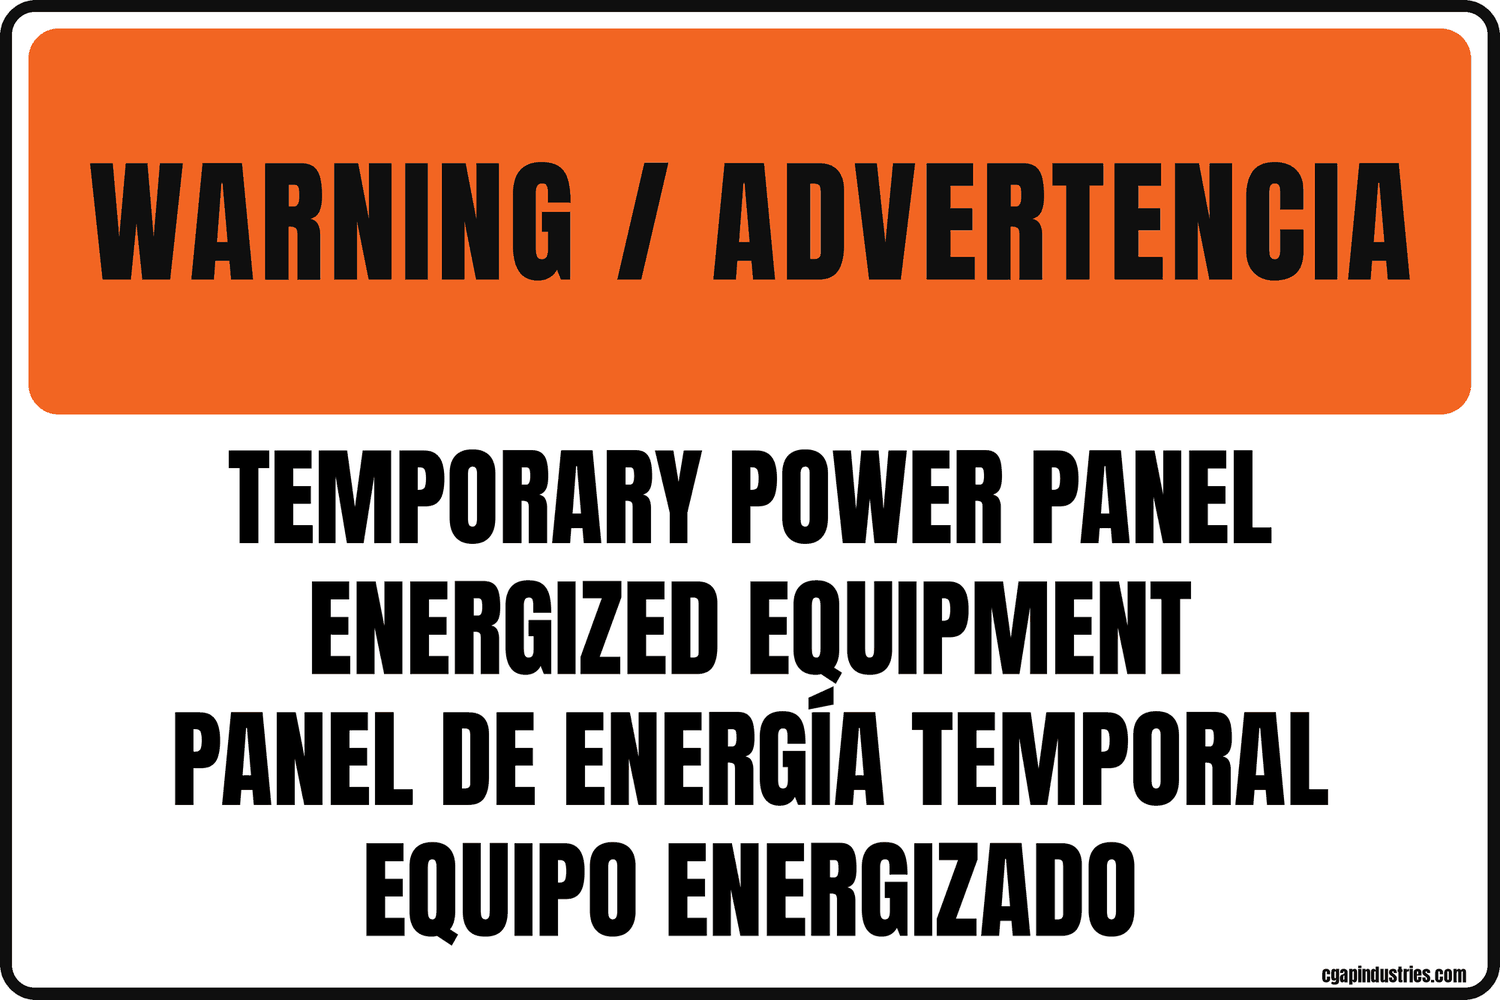 WARNING / ADVERTENCIA
TEMPORARY POWER PANEL
ENERGIZED EQUIPMENT
PANEL DE ENERGÍA TEMPORAL
EQUIPO ENERGIZADO
cgapindustries.com